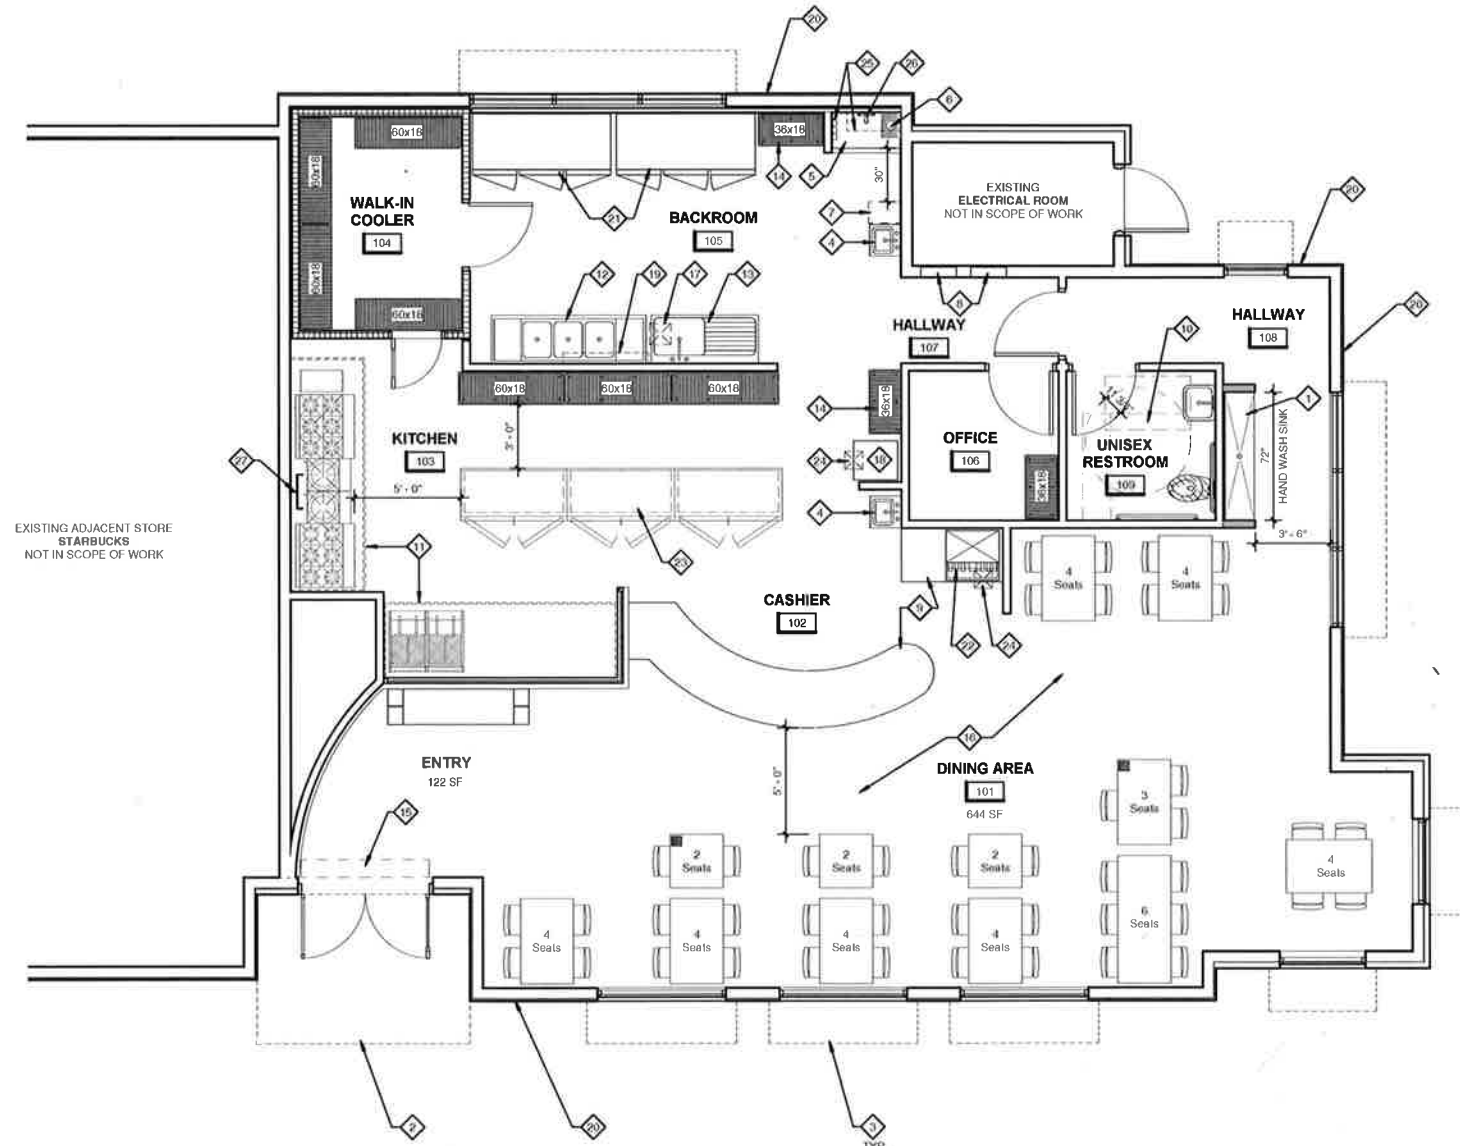 20
25
26
6
60x18
36x18
14
5
30"
EXISTING
ELECTRICAL ROOM
NOT IN SCOPE OF WORK
20
60x18
WALK-IN
COOLER
104
21
BACKROOM
105
7
4
60x18
60x18
12
19
17
13
8
20
HALLWAY
107
10
HALLWAY
108
60x18
60x18
60x18
14
36x18
1
KITCHEN
103
3' - 0"
OFFICE
106
UNISEX
RESTROOM
109
72"
HAND WASH SINK
27
24
18
36x18
5' - 0"
4
3' - 6"
EXISTING ADJACENT STORE
STARBUCKS
NOT IN SCOPE OF WORK
11
23
4
Seats
4
Seats
CASHIER
102
9
22
24
16
ENTRY
122 SF
5' - 0"
DINING AREA
101
644 SF
3
Seats
15
2
Seats
2
Seats
2
Seats
4
Seats
4
Seats
4
Seats
4
Seats
4
Seats
6
Seats
2
20
3
TYP